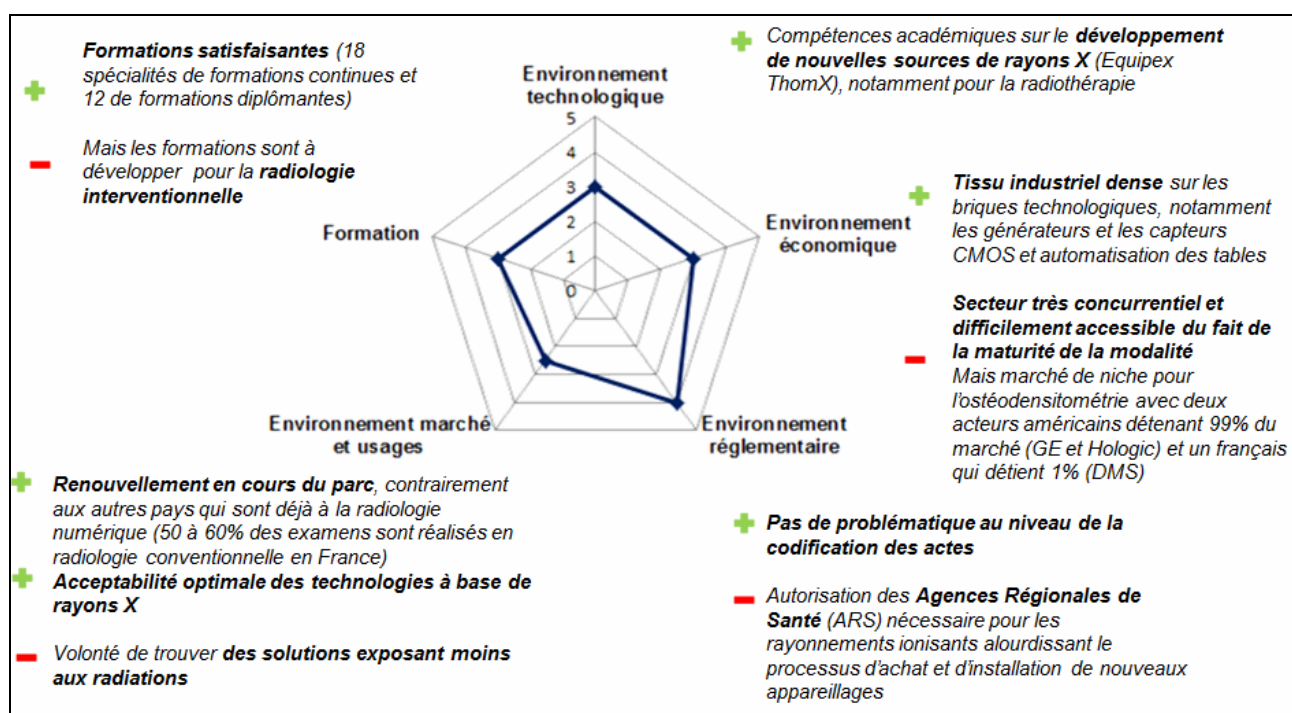 Formations satisfaisantes (18
spécialités de formations continues et
12 de formations diplômantes)
Mais les formations sont à
développer pour la radiologie
interventionnelle
Compétences académiques sur le développement
de nouvelles sources de rayons X (Equipex
ThomX), notamment pour la radiothérapie
Environnement
technologique
5
4
3
2
1
0
Formation
Environnement
économique
Tissu industriel dense sur les
briques technologiques, notamment
les générateurs et les capteurs
CMOS et automatisation des tables
Secteur très concurrentiel et
difficilement accessible du fait de
la maturité de la modalité
Mais marché de niche pour
l'ostéodensitométrie avec deux
acteurs américains détenant 99% du
marché (GE et Hologic) et un français
qui détient 1% (DMS)
Environnement marché
et usages
Environnement
réglementaire
Renouvellement en cours du parc, contrairement
aux autres pays qui sont déjà à la radiologie
numérique (50 à 60% des examens sont réalisés en
radiologie conventionnelle en France)
Acceptabilité optimale des technologies à base de
rayons X
Volonté de trouver des solutions exposant moins
aux radiations
Pas de problématique au niveau de la
codification des actes
Autorisation des Agences Régionales de
Santé (ARS) nécessaire pour les
rayonnements ionisants alourdissant le
processus d'achat et d'installation de nouveaux
appareillages